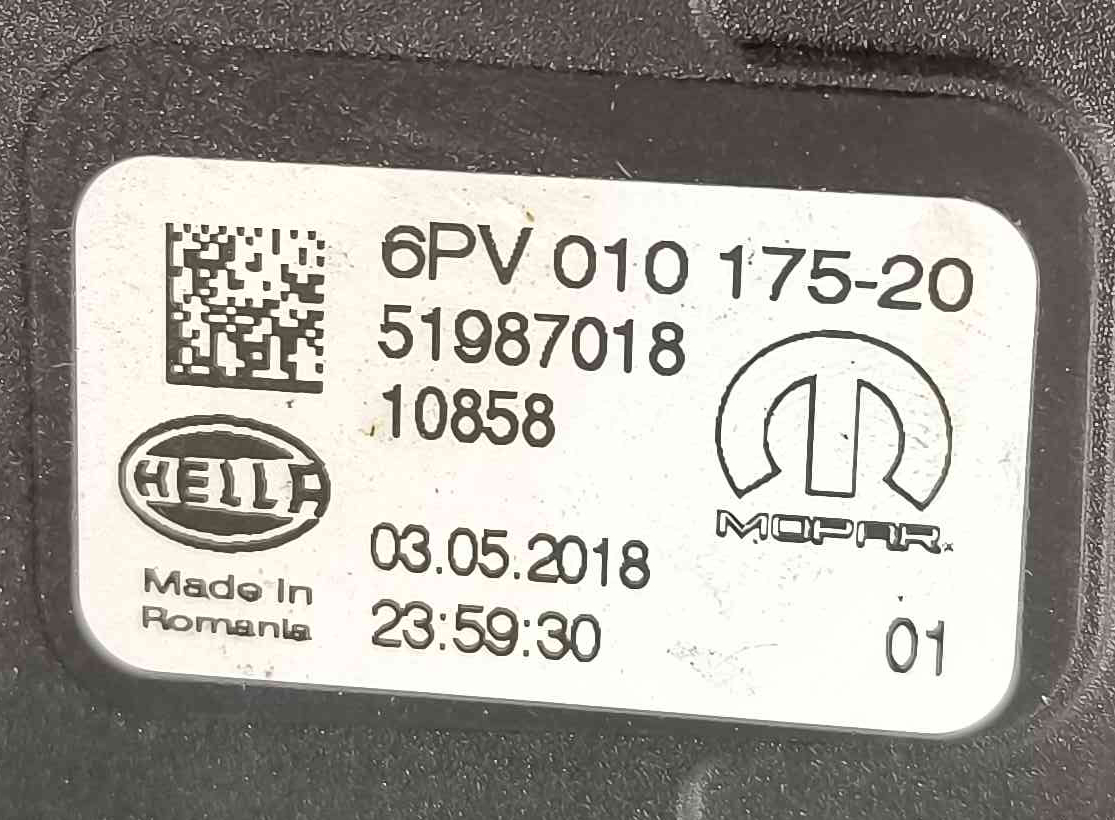 6PV 010 175-20
51987018
10858
HELLA
MOPAR
03.05.2018
Made in
Romania
23:59:30
01